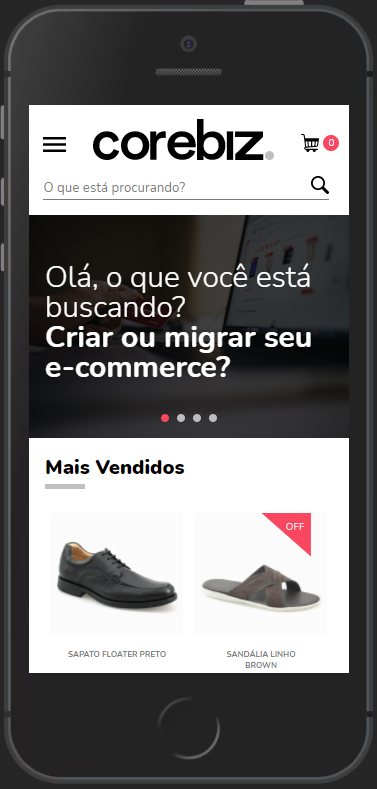 corebiz.
0
O que está procurando?
Olá, o que você está
buscando?
Criar ou migrar seu
e-commerce?
Mais Vendidos
OFF
SAPATO FLOATER PRETO
SANDÁLIA LINHO
BROWN